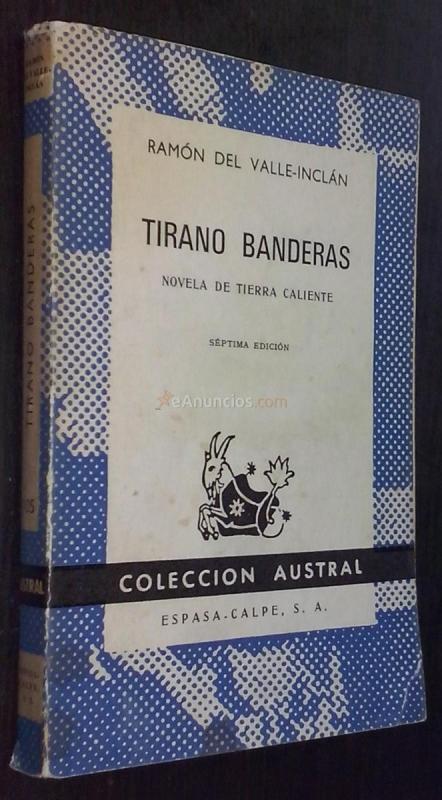 RAMÓN DEL VALLE-INCLÁN
TIRANO BANDERAS
NOVELA DE TIERRA CALIENTE
SÉPTIMA EDICIÓN
eAnuncios.com
COLECCION AUSTRAL
ESPASA-CALPE, S. A.
TIRANO BANDERAS